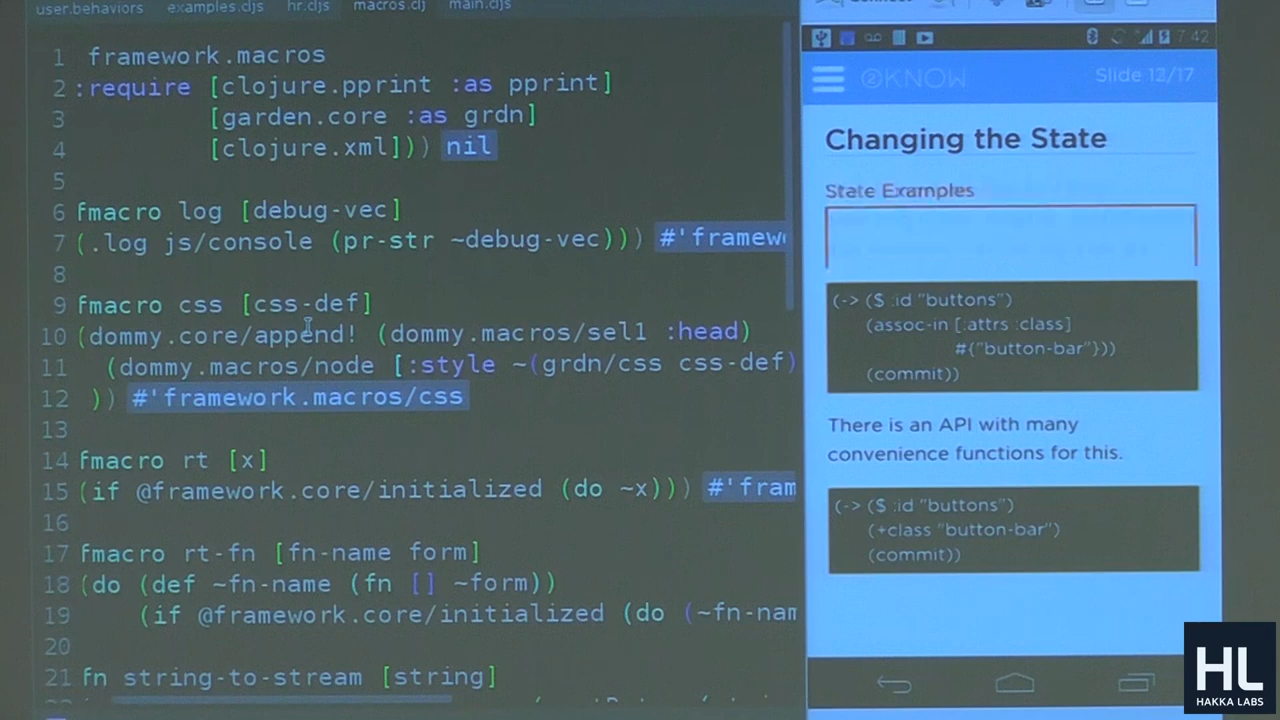 user.behaviors examples.cljs hr.cljs macros.clj main.cljs
1 framework.macros
2 :require [clojure.pprint :as pprint]
3 [garden.core :as grdn]
4 [clojure.xml])) nil
5
6 fmacro log [debug-vec]
7 (.log js/console (pr-str ~debug-vec))) #'framew
8
9 fmacro css [css-def]
10 (dommy.core/append! (dommy.macros/sel1 :head)
11 (dommy.macros/node [:style ~(grdn/css css-def)
12 )) #'framework.macros/css
13
14 fmacro rt [x]
15 (if @framework.core/initialized (do ~x))) #'fram
16
17 fmacro rt-fn [fn-name form]
18 (do (def ~fn-name (fn [] ~form))
19 (if @framework.core/initialized (do (~fn-nam
20
21 fn string-to-stream [string]
7:42
2KNOW Slide 13/17
Changing the State
State Examples
(-> ($ :id "buttons")
(assoc-in [:attrs :class]
#{"button-bar"}))
(commit))
There is an API with many
convenience functions for this.
(-> ($ :id "buttons")
(+class "button-bar")
(commit))
HL
HAKKA LABS